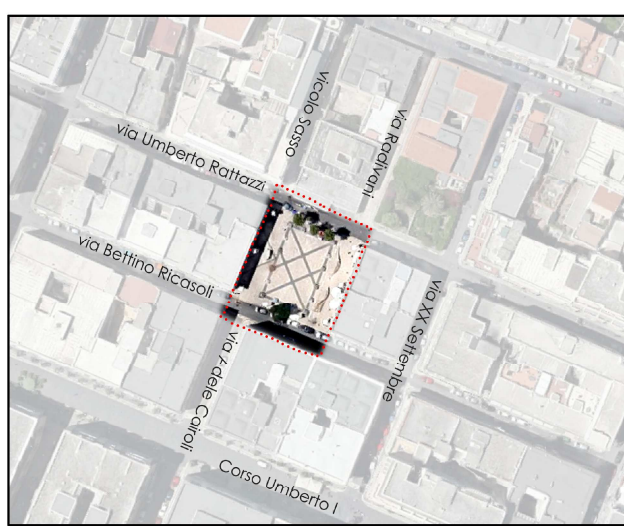 vicolo Sasso
via Radivani
via Umberto Rattazzi
via Bettino Ricasoli
via XX Settembre
via Adele Cairoli
Corso Umberto I